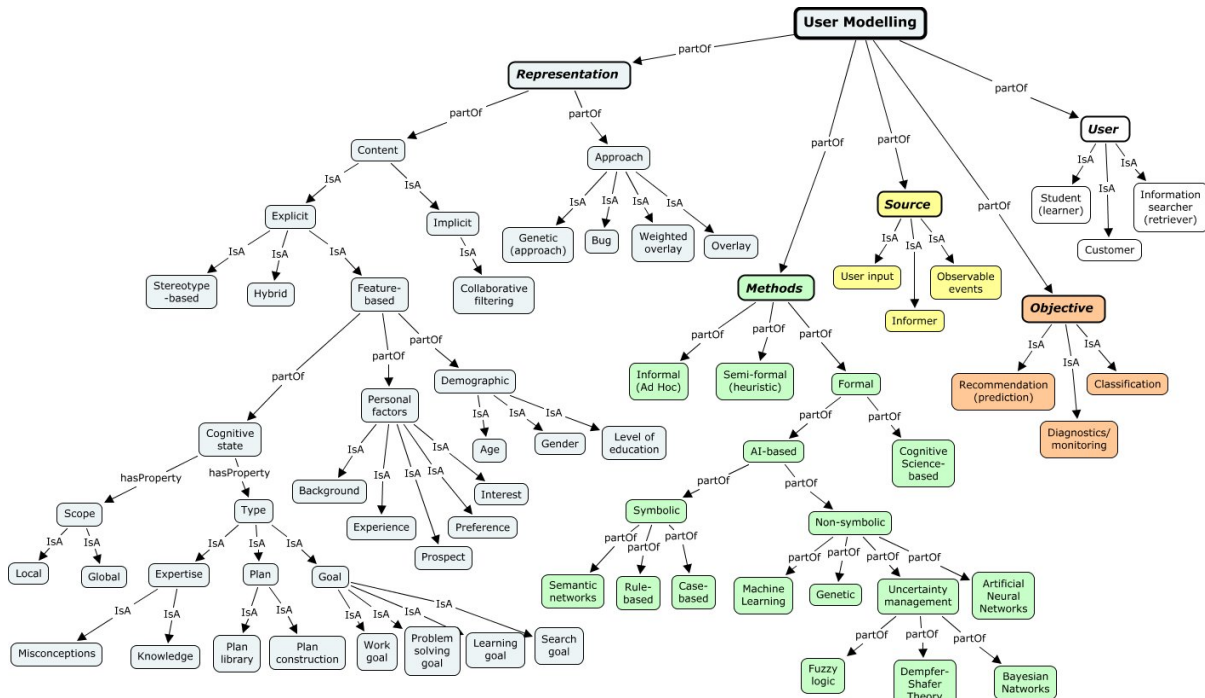 User Modelling
partOf
partOf
partOf
partOf
partOf
Representation
partOf
partOf
User
IsA
IsA
IsA
Student
(learner)
Information
searcher
(retriever)
Customer
Content
Approach
IsA
IsA
IsA
IsA
IsA
IsA
Explicit
Implicit
Genetic
(approach)
Bug
Weighted
overlay
Overlay
Source
IsA
IsA
IsA
User input
Observable
events
Informer
IsA
IsA
IsA
IsA
Stereotype
-based
Hybrid
Feature-
based
Collaborative
filtering
Methods
partOf
partOf
partOf
Objective
IsA
IsA
IsA
Recommendation
(prediction)
Classification
Diagnostics/
monitoring
partOf
partOf
partOf
Informal
(Ad Hoc)
Semi-formal
(heuristic)
Formal
Demographic
IsA
IsA
IsA
Age
Gender
Level of
education
Personal
factors
IsA
IsA
IsA
IsA
IsA
Background
Experience
Prospect
Preference
Interest
Cognitive
state
hasProperty
hasProperty
partOf
partOf
AI-based
Cognitive
Science-
based
Scope
Type
IsA
IsA
IsA
IsA
IsA
Local
Global
Expertise
Plan
Goal
partOf
partOf
Symbolic
Non-symbolic
partOf
partOf
partOf
partOf
partOf
partOf
partOf
Semantic
networks
Rule-
based
Case-
based
Machine
Learning
Genetic
Uncertainty
management
Artificial
Neural
Networks
IsA
IsA
IsA
IsA
IsA
IsA
IsA
IsA
Misconceptions
Knowledge
Plan
library
Plan
construction
Work
goal
Problem
solving
goal
Learning
goal
Search
goal
partOf
partOf
partOf
Fuzzy
logic
Dempfer-
Shafer
Theory
Bayesian
Networks